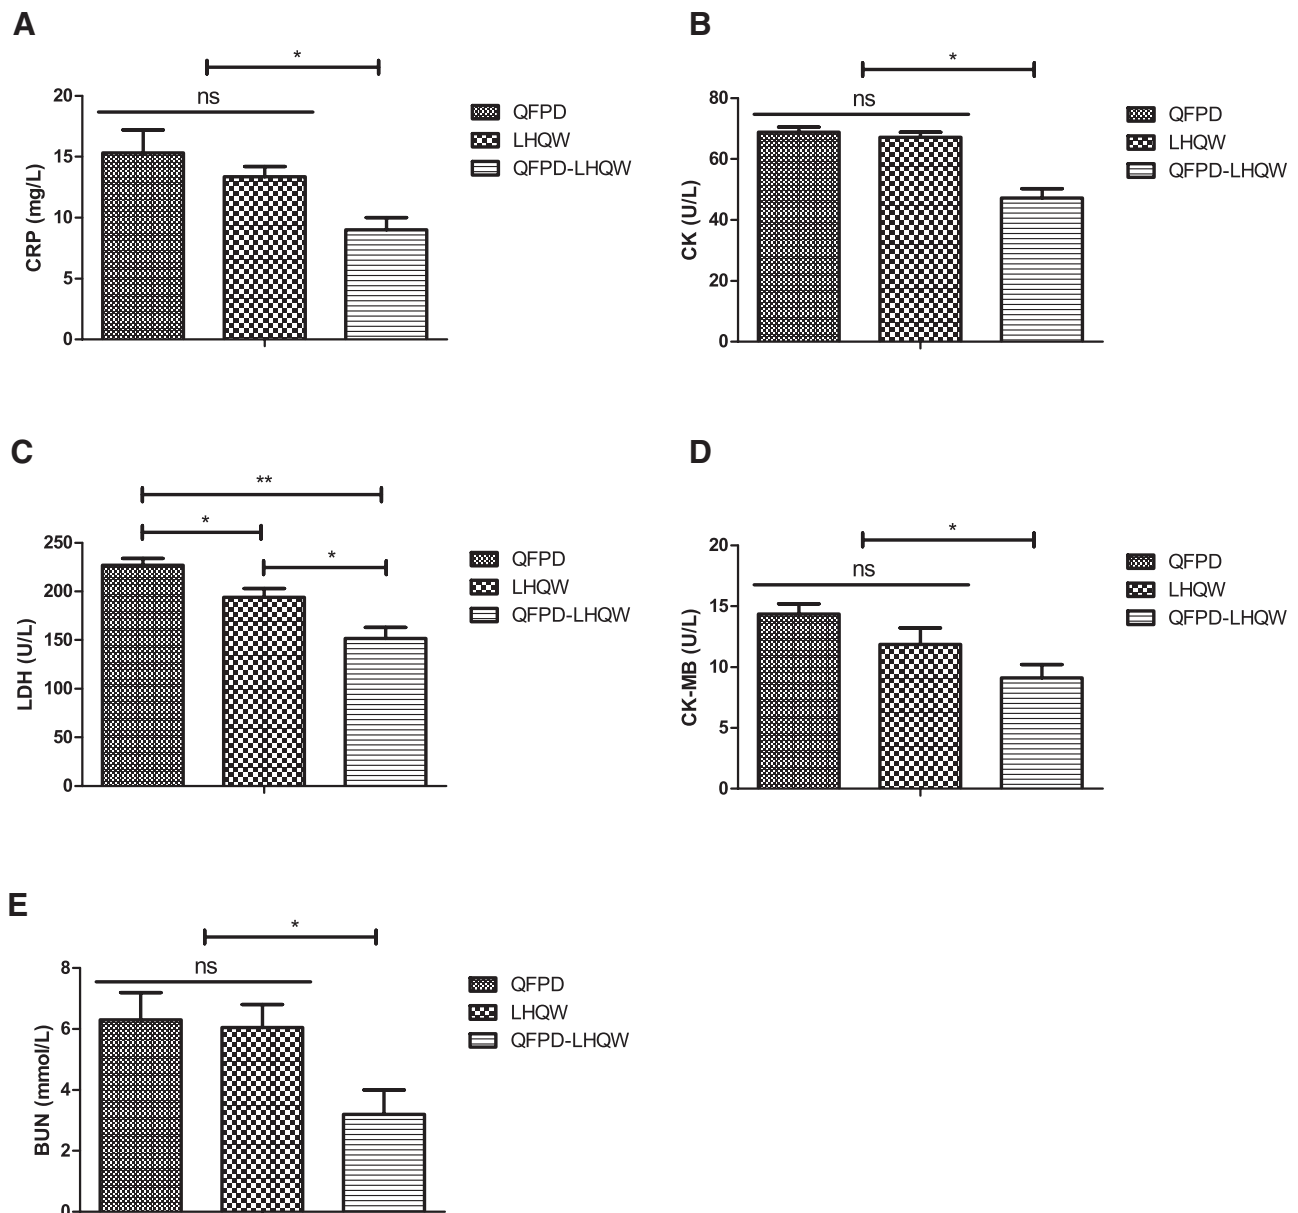 A
*
ns
20
15
10
5
0
CRP (mg/L)
QFPD
LHQW
QFPD-LHQW
B
*
ns
80
60
40
20
0
CK (U/L)
QFPD
LHQW
QFPD-LHQW
C
**
*
*
250
200
150
100
50
0
LDH (U/L)
QFPD
LHQW
QFPD-LHQW
D
*
ns
20
15
10
5
0
CK-MB (U/L)
QFPD
LHQW
QFPD-LHQW
E
*
ns
8
6
4
2
0
BUN (mmol/L)
QFPD
LHQW
QFPD-LHQW